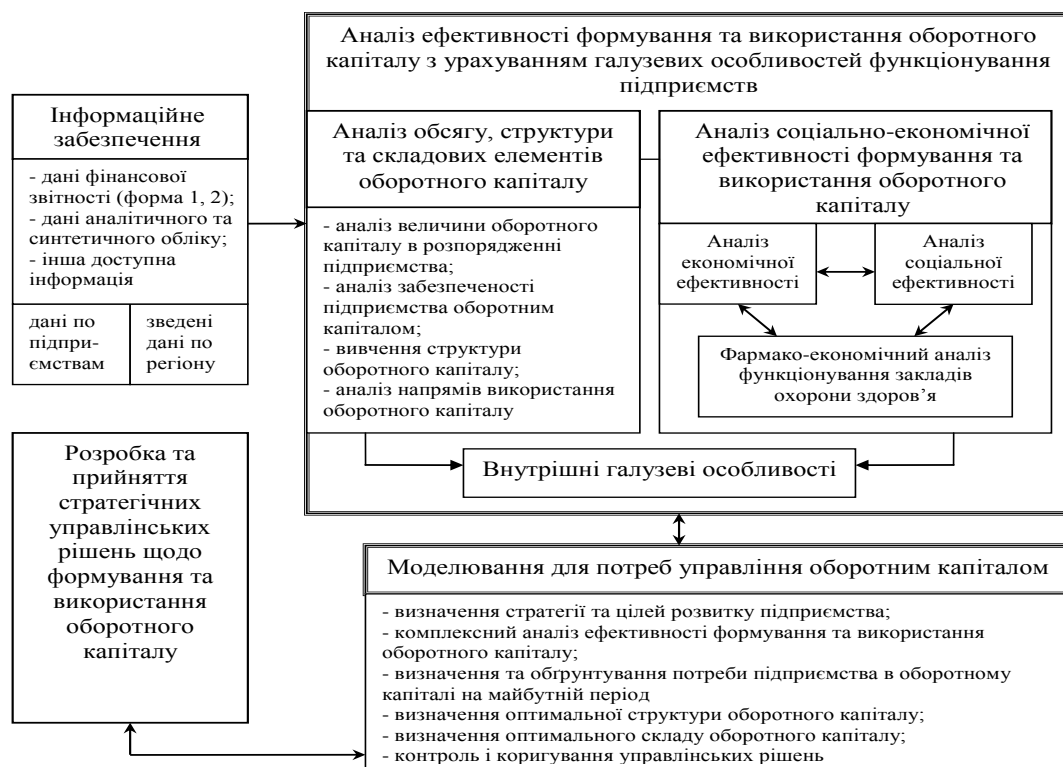 Аналіз ефективності формування та використання оборотного
капіталу з урахуванням галузевих особливостей функціонування
підприємств
Інформаційне
забезпечення
- дані фінансової
звітності (форма 1, 2);
- дані аналітичного та
синтетичного обліку;
- інша доступна
інформація
дані по
підпри-
ємствам
зведені
дані по
регіону
Аналіз обсягу, структури
та складових елементів
оборотного капіталу
- аналіз величини оборотного
капіталу в розпорядженні
підприємства;
- аналіз забезпеченості
підприємства оборотним
капіталом;
- вивчення структури
оборотного капіталу;
- аналіз напрямів використання
оборотного капіталу
Аналіз соціально-економічної
ефективності формування та
використання оборотного
капіталу
Аналіз
економічної
ефективності
Аналіз
соціальної
ефективності
Фармако-економічний аналіз
функціонування закладів
охорони здоров’я
Внутрішні галузеві особливості
Розробка та
прийняття
стратегічних
управлінських
рішень щодо
формування та
використання
оборотного
капіталу
Моделювання для потреб управління оборотним капіталом
- визначення стратегії та цілей розвитку підприємства;
- комплексний аналіз ефективності формування та використання
оборотного капіталу;
- визначення та обґрунтування потреби підприємства в оборотному
капіталі на майбутній період
- визначення оптимальної структури оборотного капіталу;
- визначення оптимального складу оборотного капіталу;
- контроль і коригування управлінських рішень